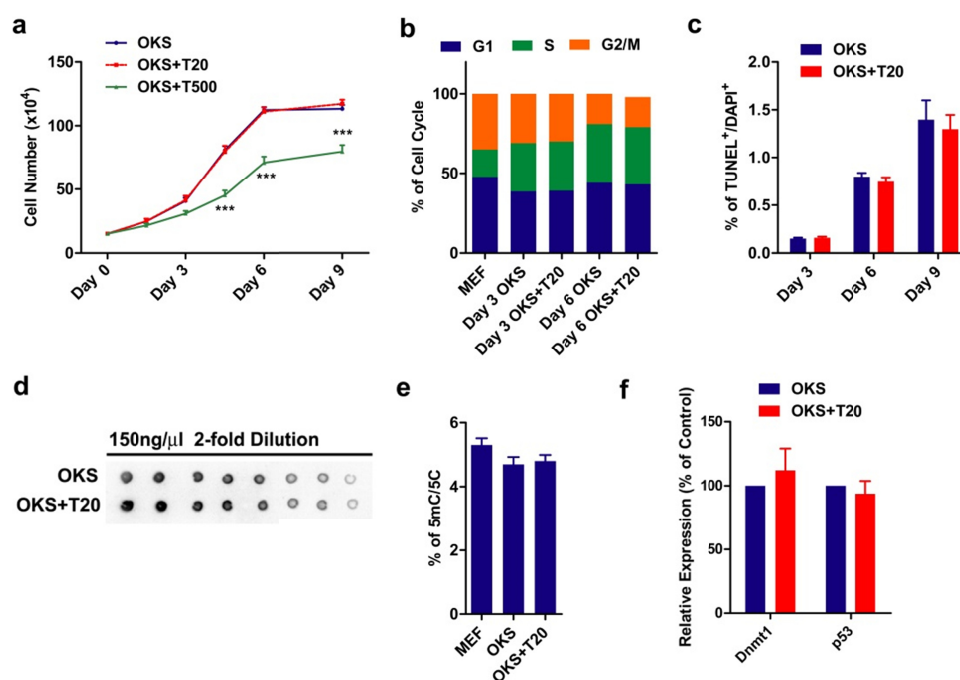 a
OKS
OKS+T20
OKS+T500
Cell Number (x10⁴)
150
100
50
0
***
***
***
Day 0
Day 3
Day 6
Day 9
b
G1
S
G2/M
% of Cell Cycle
100
50
0
MEF
Day 3 OKS
Day 3 OKS+T20
Day 6 OKS
Day 6 OKS+T20
c
OKS
OKS+T20
% of TUNEL⁺/DAPI⁺
2.0
1.5
1.0
0.5
0.0
Day 3
Day 6
Day 9
d
150ng/µl 2-fold Dilution
OKS
OKS+T20
e
% of 5mC/5C
6
4
2
0
MEF
OKS
OKS+T20
f
OKS
OKS+T20
Relative Expression (% of Control)
150
100
50
0
Dnmt1
p53